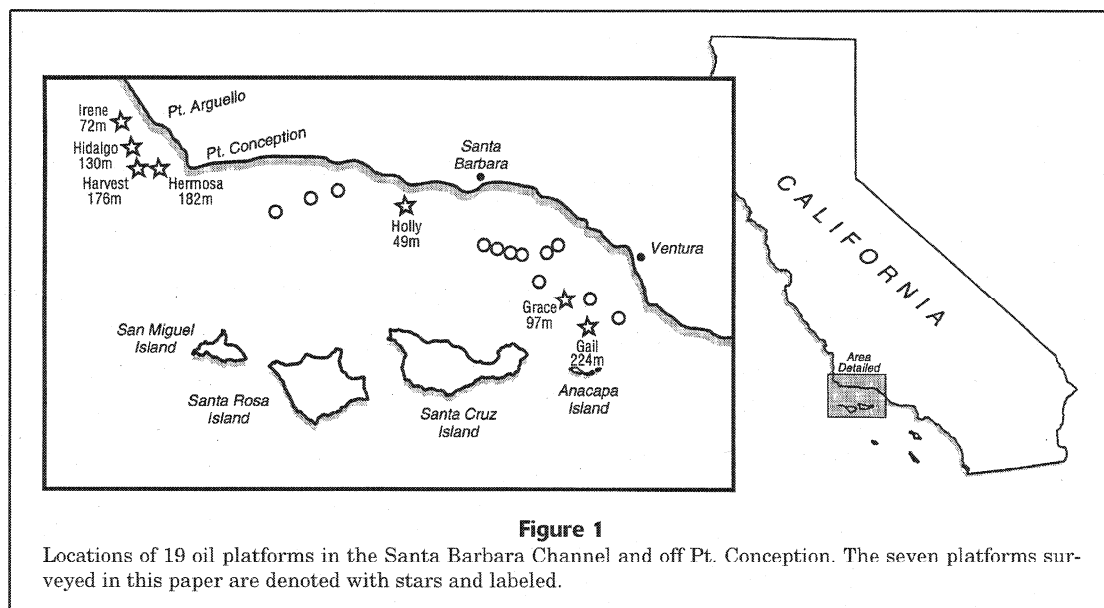 Irene
72m
Pt. Arguello
Hidalgo
130m
Harvest
176m
Hermosa
182m
Pt. Conception
Santa
Barbara
Holly
49m
Ventura
Grace
97m
Gail
224m
San Miguel
Island
Santa Rosa
Island
Santa Cruz
Island
Anacapa
Island
CALIFORNIA
Area
Detailed
Figure 1
Locations of 19 oil platforms in the Santa Barbara Channel and off Pt. Conception. The seven platforms sur-
veyed in this paper are denoted with stars and labeled.